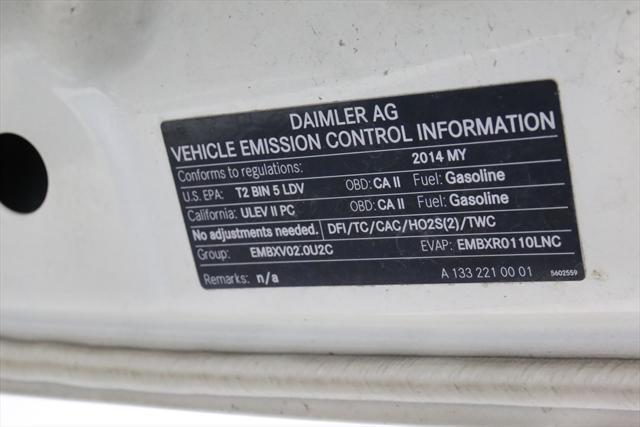 DAIMLER AG
VEHICLE EMISSION CONTROL INFORMATION
Conforms to regulations: 2014 MY
U.S. EPA: T2 BIN 5 LDV OBD: CA II Fuel: Gasoline
California: ULEV II PC OBD: CA II Fuel: Gasoline
No adjustments needed. DFI/TC/CAC/HO2S(2)/TWC
Group: EMBXV02.0U2C EVAP: EMBXR0110LNC
Remarks: n/a A 133 221 00 01 5602559